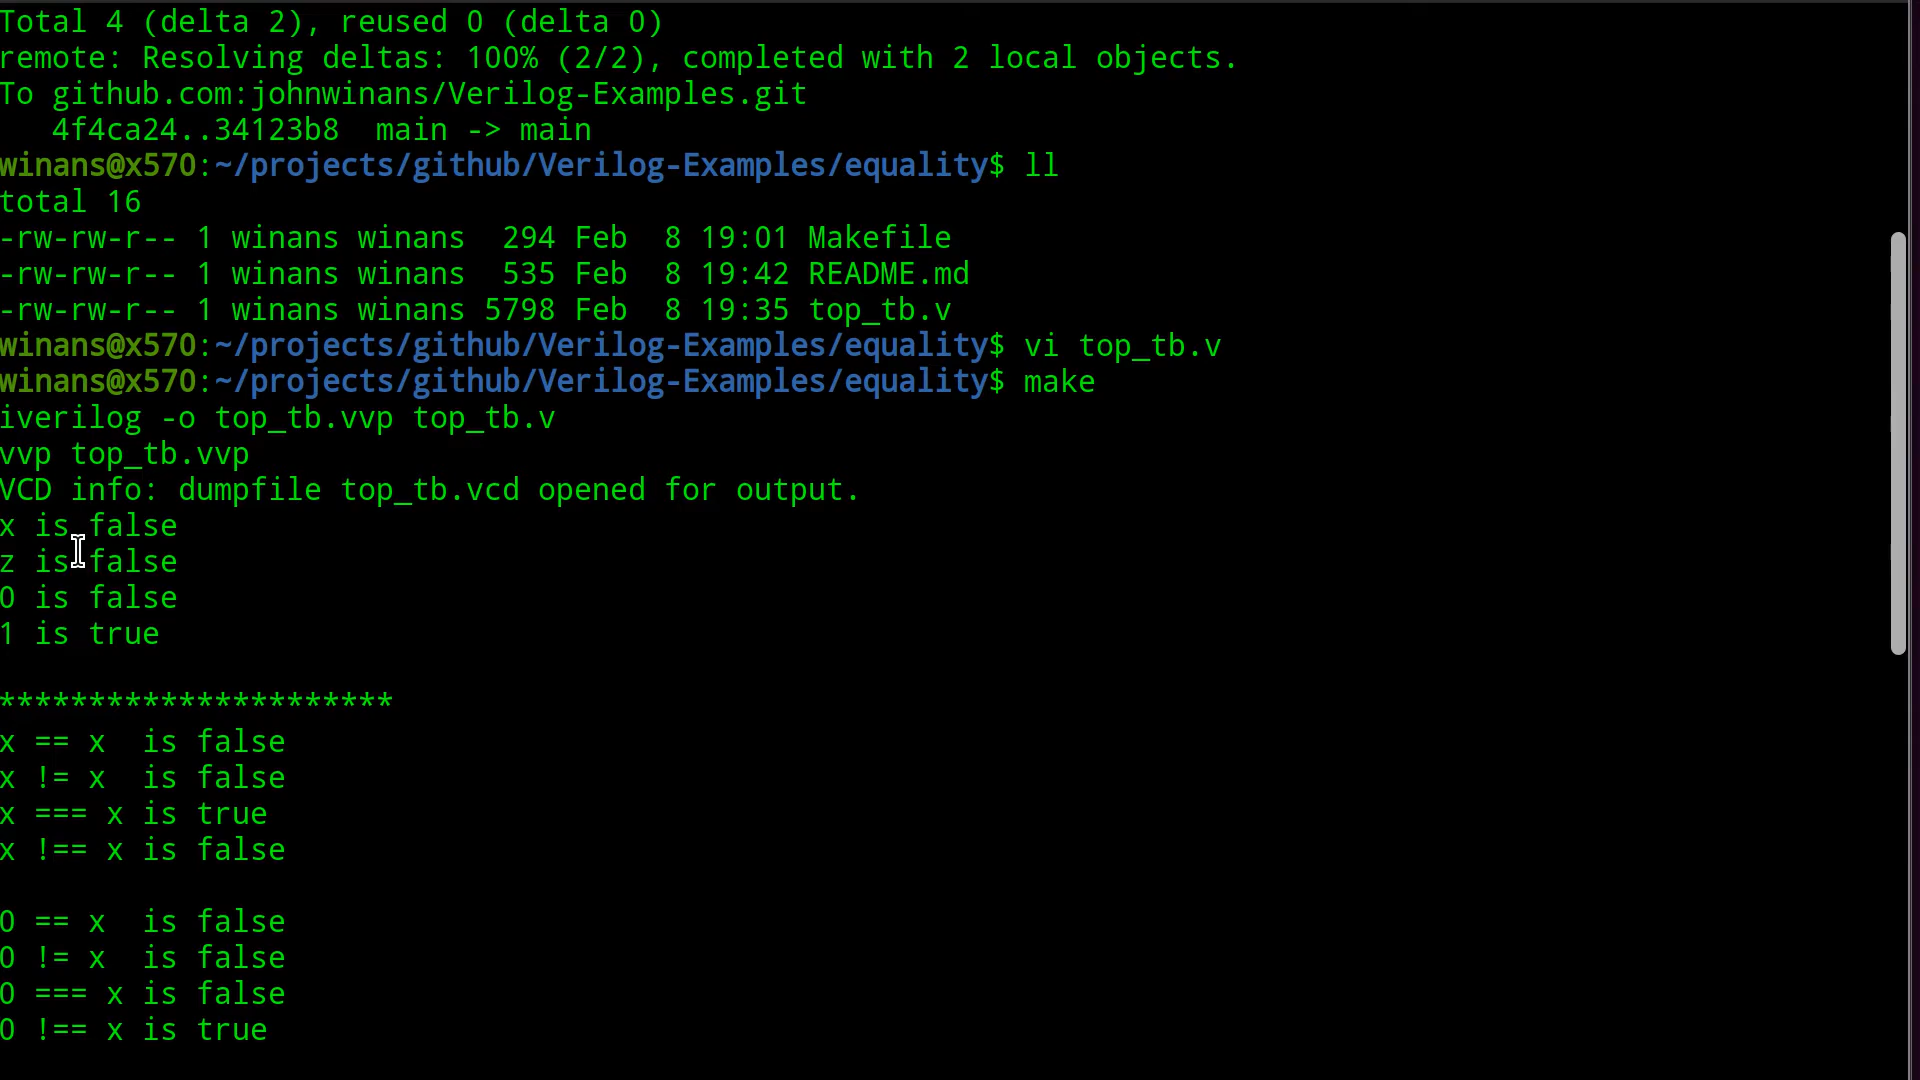 Total 4 (delta 2), reused 0 (delta 0)
remote: Resolving deltas: 100% (2/2), completed with 2 local objects.
To github.com:johnwinans/Verilog-Examples.git
   4f4ca24..34123b8  main -> main
winans@x570:~/projects/github/Verilog-Examples/equality$ ll
total 16
-rw-rw-r-- 1 winans winans  294 Feb  8 19:01 Makefile
-rw-rw-r-- 1 winans winans  535 Feb  8 19:42 README.md
-rw-rw-r-- 1 winans winans 5798 Feb  8 19:35 top_tb.v
winans@x570:~/projects/github/Verilog-Examples/equality$ vi top_tb.v
winans@x570:~/projects/github/Verilog-Examples/equality$ make
iverilog -o top_tb.vvp top_tb.v
vvp top_tb.vvp
VCD info: dumpfile top_tb.vcd opened for output.
x is false
z is false
0 is false
1 is true
**********************
x == x  is false
x != x  is false
x === x is true
x !== x is false
0 == x  is false
0 != x  is false
0 === x is false
0 !== x is true